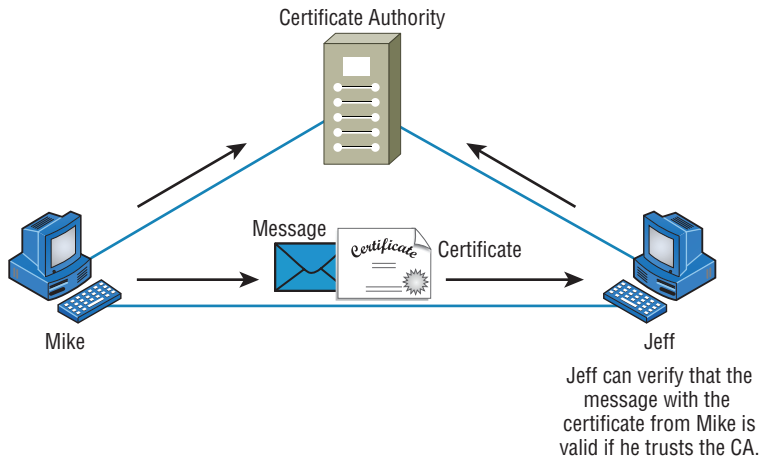 Certificate Authority
Message
Certificate
Certificate
Mike
Jeff
Jeff can verify that the
message with the
certificate from Mike is
valid if he trusts the CA.